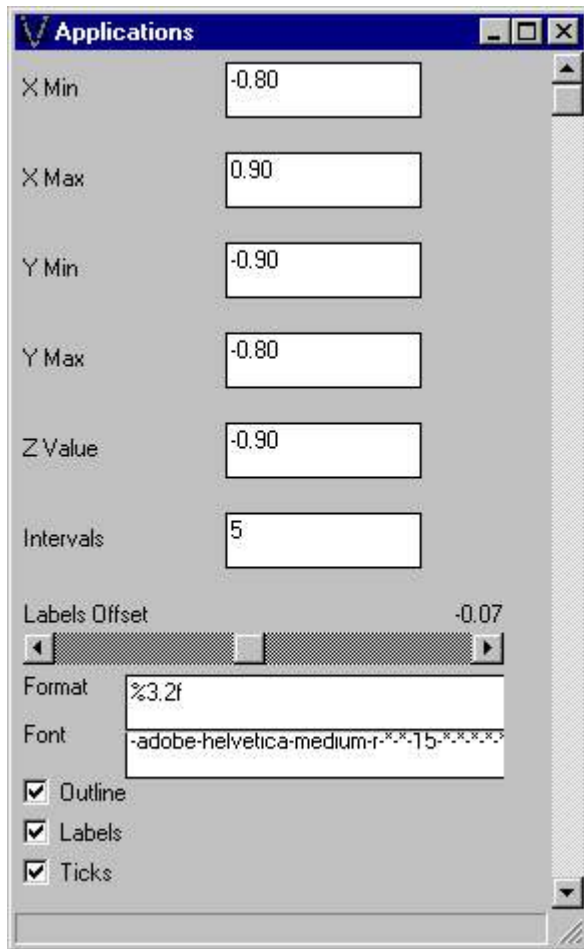 Applications
X Min -0.80
X Max 0.90
Y Min -0.90
Y Max -0.80
Z Value -0.90
Intervals 5
Labels Offset -0.07
Format %3.2f
Font -adobe-helvetica-medium-r-*-*-15-*-*-*-*-*
Outline
Labels
Ticks